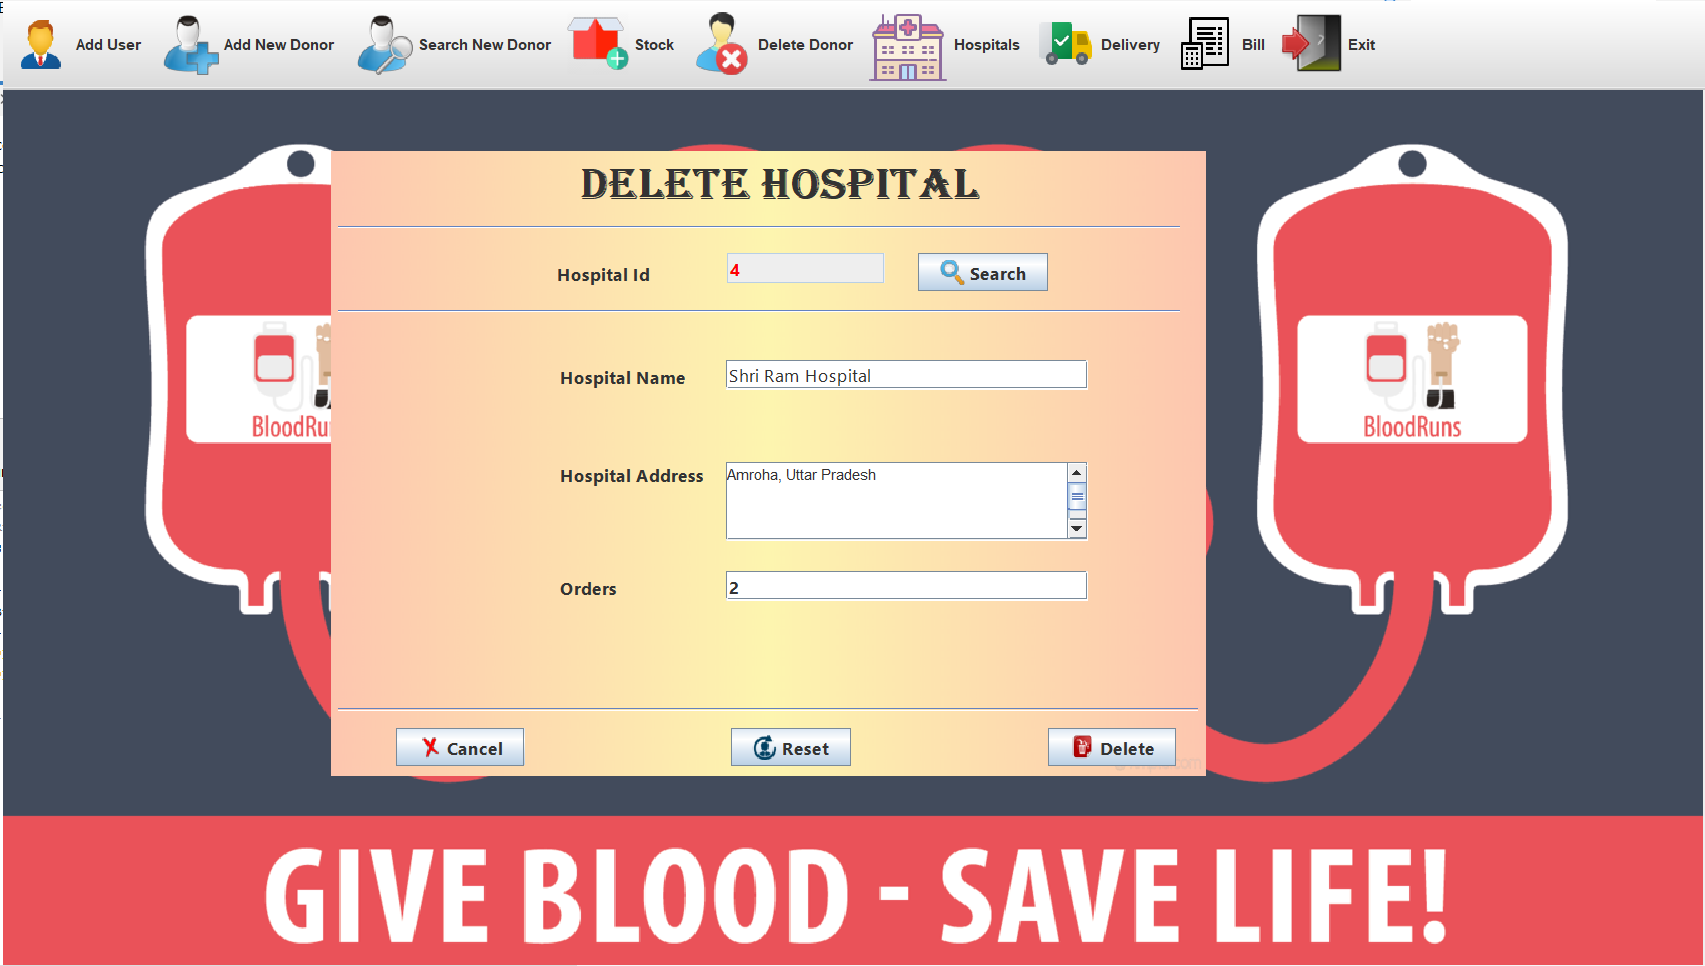 Add User Add New Donor Search New Donor Stock Delete Donor Hospitals Delivery Bill Exit
DELETE HOSPITAL
Hospital Id 4 Search
Hospital Name Shri Ram Hospital
Hospital Address Amroha, Uttar Pradesh
Orders 2
BloodRu
BloodRuns
Cancel Reset Delete
GIVE BLOOD - SAVE LIFE!